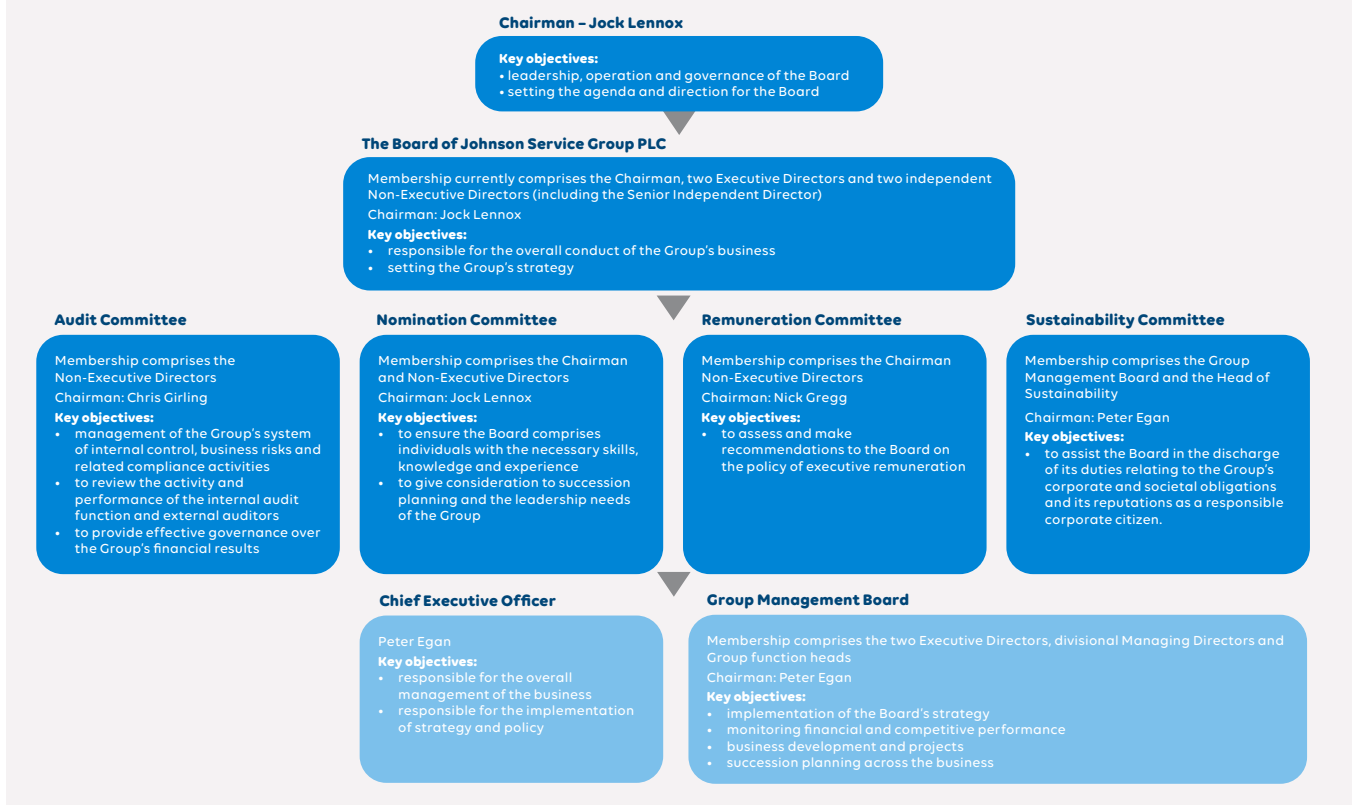 Chairman – Jock Lennox
Key objectives:
• leadership, operation and governance of the Board
• setting the agenda and direction for the Board
The Board of Johnson Service Group PLC
Membership currently comprises the Chairman, two Executive Directors and two independent
Non-Executive Directors (including the Senior Independent Director)
Chairman: Jock Lennox
Key objectives:
• responsible for the overall conduct of the Group's business
• setting the Group's strategy
Audit Committee
Membership comprises the
Non-Executive Directors
Chairman: Chris Girling
Key objectives:
• management of the Group's system
of internal control, business risks and
related compliance activities
• to review the activity and
performance of the internal audit
function and external auditors
• to provide effective governance over
the Group's financial results
Nomination Committee
Membership comprises the Chairman
and Non-Executive Directors
Chairman: Jock Lennox
Key objectives:
• to ensure the Board comprises
individuals with the necessary skills,
knowledge and experience
• to give consideration to succession
planning and the leadership needs
of the Group
Remuneration Committee
Membership comprises the Chairman
Non-Executive Directors
Chairman: Nick Gregg
Key objectives:
• to assess and make
recommendations to the Board on
the policy of executive remuneration
Sustainability Committee
Membership comprises the Group
Management Board and the Head of
Sustainability
Chairman: Peter Egan
Key objectives:
• to assist the Board in the discharge
of its duties relating to the Group's
corporate and societal obligations
and its reputations as a responsible
corporate citizen.
Chief Executive Officer
Peter Egan
Key objectives:
• responsible for the overall
management of the business
• responsible for the implementation
of strategy and policy
Group Management Board
Membership comprises the two Executive Directors, divisional Managing Directors and
Group function heads
Chairman: Peter Egan
Key objectives:
• implementation of the Board's strategy
• monitoring financial and competitive performance
• business development and projects
• succession planning across the business